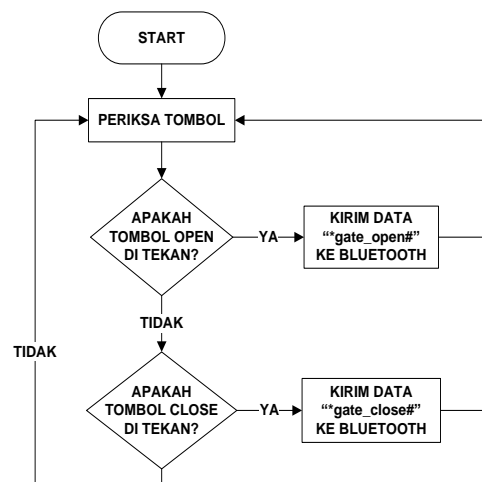 START
PERIKSA TOMBOL
APAKAH
TOMBOL OPEN
DI TEKAN?
YA
KIRIM DATA
“*gate_open#”
KE BLUETOOTH
TIDAK
TIDAK
APAKAH
TOMBOL CLOSE
DI TEKAN?
YA
KIRIM DATA
“*gate_close#”
KE BLUETOOTH